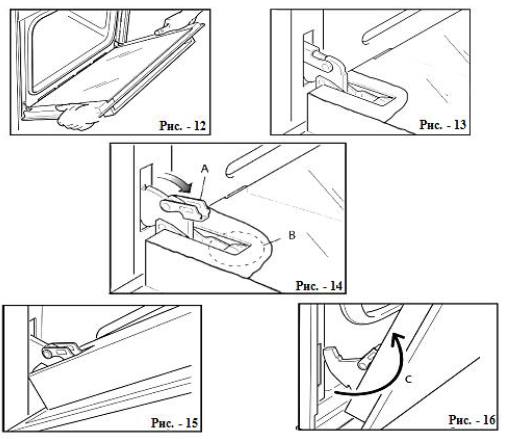 Рис. - 12
Рис. - 13
A
B
Рис. - 14
Рис. - 15
C
Рис. - 16